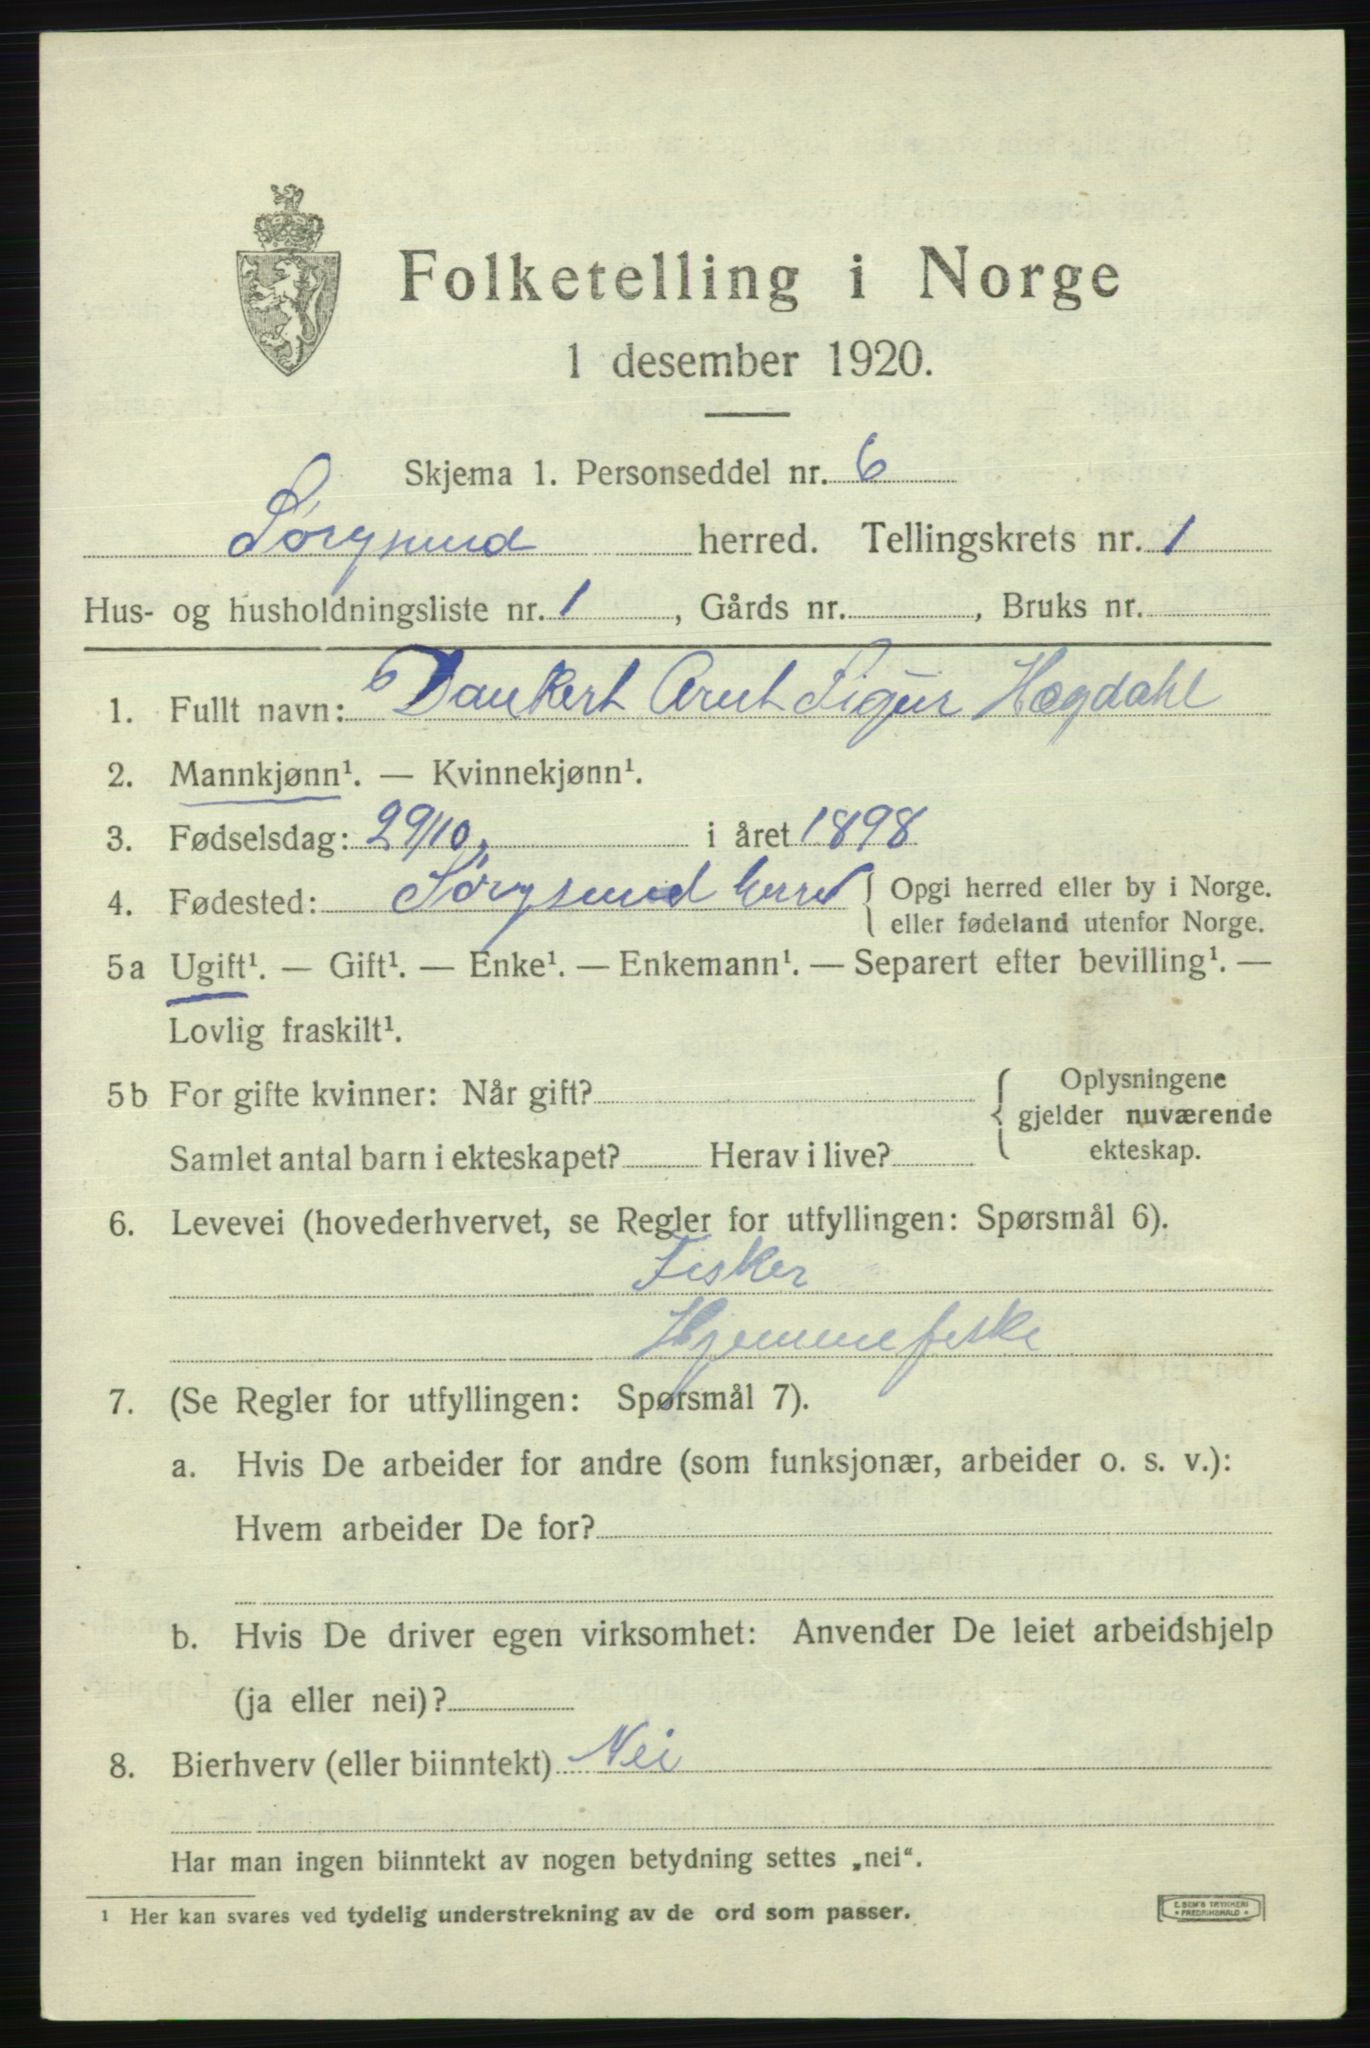 Folketelling i Norge
1 desember 1920.
Skjema 1. Personseddel nr. 6
Sørøysund herred. Tellingskrets nr. 1
Hus- og husholdningsliste nr. 1, Gårds nr. , Bruks nr.
1. Fullt navn: Dankert Arnt Sigur Hægdahl
2. Mannkjønn¹. — Kvinnekjønn¹.
3. Fødselsdag: 29/10. i året 1898
4. Fødested: Sørøysund herred { Opgi herred eller by i Norge.
eller fødeland utenfor Norge.
5a Ugift¹. — Gift¹. — Enke¹. — Enkemann¹. — Separert efter bevilling¹. —
Lovlig fraskilt¹.
5b For gifte kvinner: Når gift? { Oplysningene
gjelder nuværende
Samlet antal barn i ekteskapet? Herav i live? ekteskap.
6. Levevei (hovederhvervet, se Regler for utfyllingen: Spørsmål 6).
Fisker
Hjemmefiske
7. (Se Regler for utfyllingen: Spørsmål 7).
a. Hvis De arbeider for andre (som funksjonær, arbeider o. s. v.):
Hvem arbeider De for?
b. Hvis De driver egen virksomhet: Anvender De leiet arbeidshjelp
(ja eller nei)?
8. Bierhverv (eller biinntekt) Nei
Har man ingen biinntekt av nogen betydning settes „nei“.
¹ Her kan svares ved tydelig understrekning av de ord som passer.
E. SEM'S TRYKKERI
FREDRIKSHALD